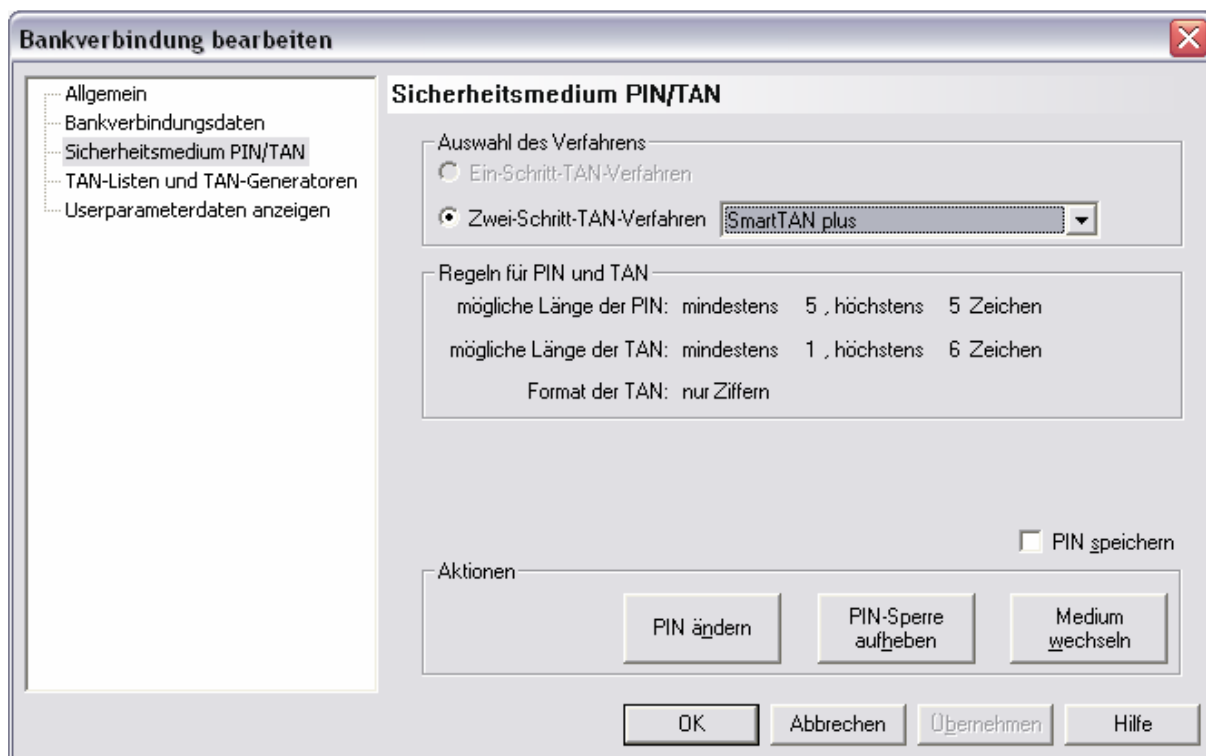 Bankverbindung bearbeiten
Allgemein
Bankverbindungsdaten
Sicherheitsmedium PIN/TAN
TAN-Listen und TAN-Generatoren
Userparameterdaten anzeigen
Sicherheitsmedium PIN/TAN
Auswahl des Verfahrens
Ein-Schritt-TAN-Verfahren
Zwei-Schritt-TAN-Verfahren SmartTAN plus
Regeln für PIN und TAN
mögliche Länge der PIN: mindestens 5 , höchstens 5 Zeichen
mögliche Länge der TAN: mindestens 1 , höchstens 6 Zeichen
Format der TAN: nur Ziffern
PIN speichern
Aktionen
PIN ändern
PIN-Sperre
aufheben
Medium
wechseln
OK
Abbrechen
Übernehmen
Hilfe